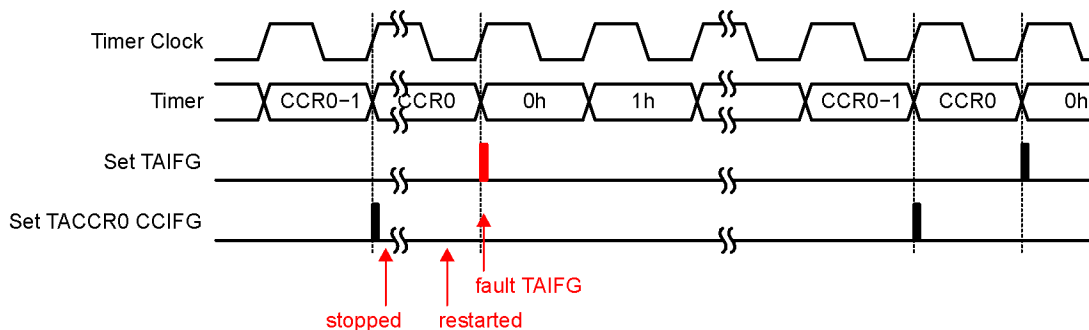 Timer Clock
Timer CCR0−1 CCR0 0h 1h CCR0−1 CCR0 0h
Set TAIFG
Set TACCR0 CCIFG
fault TAIFG
stopped restarted